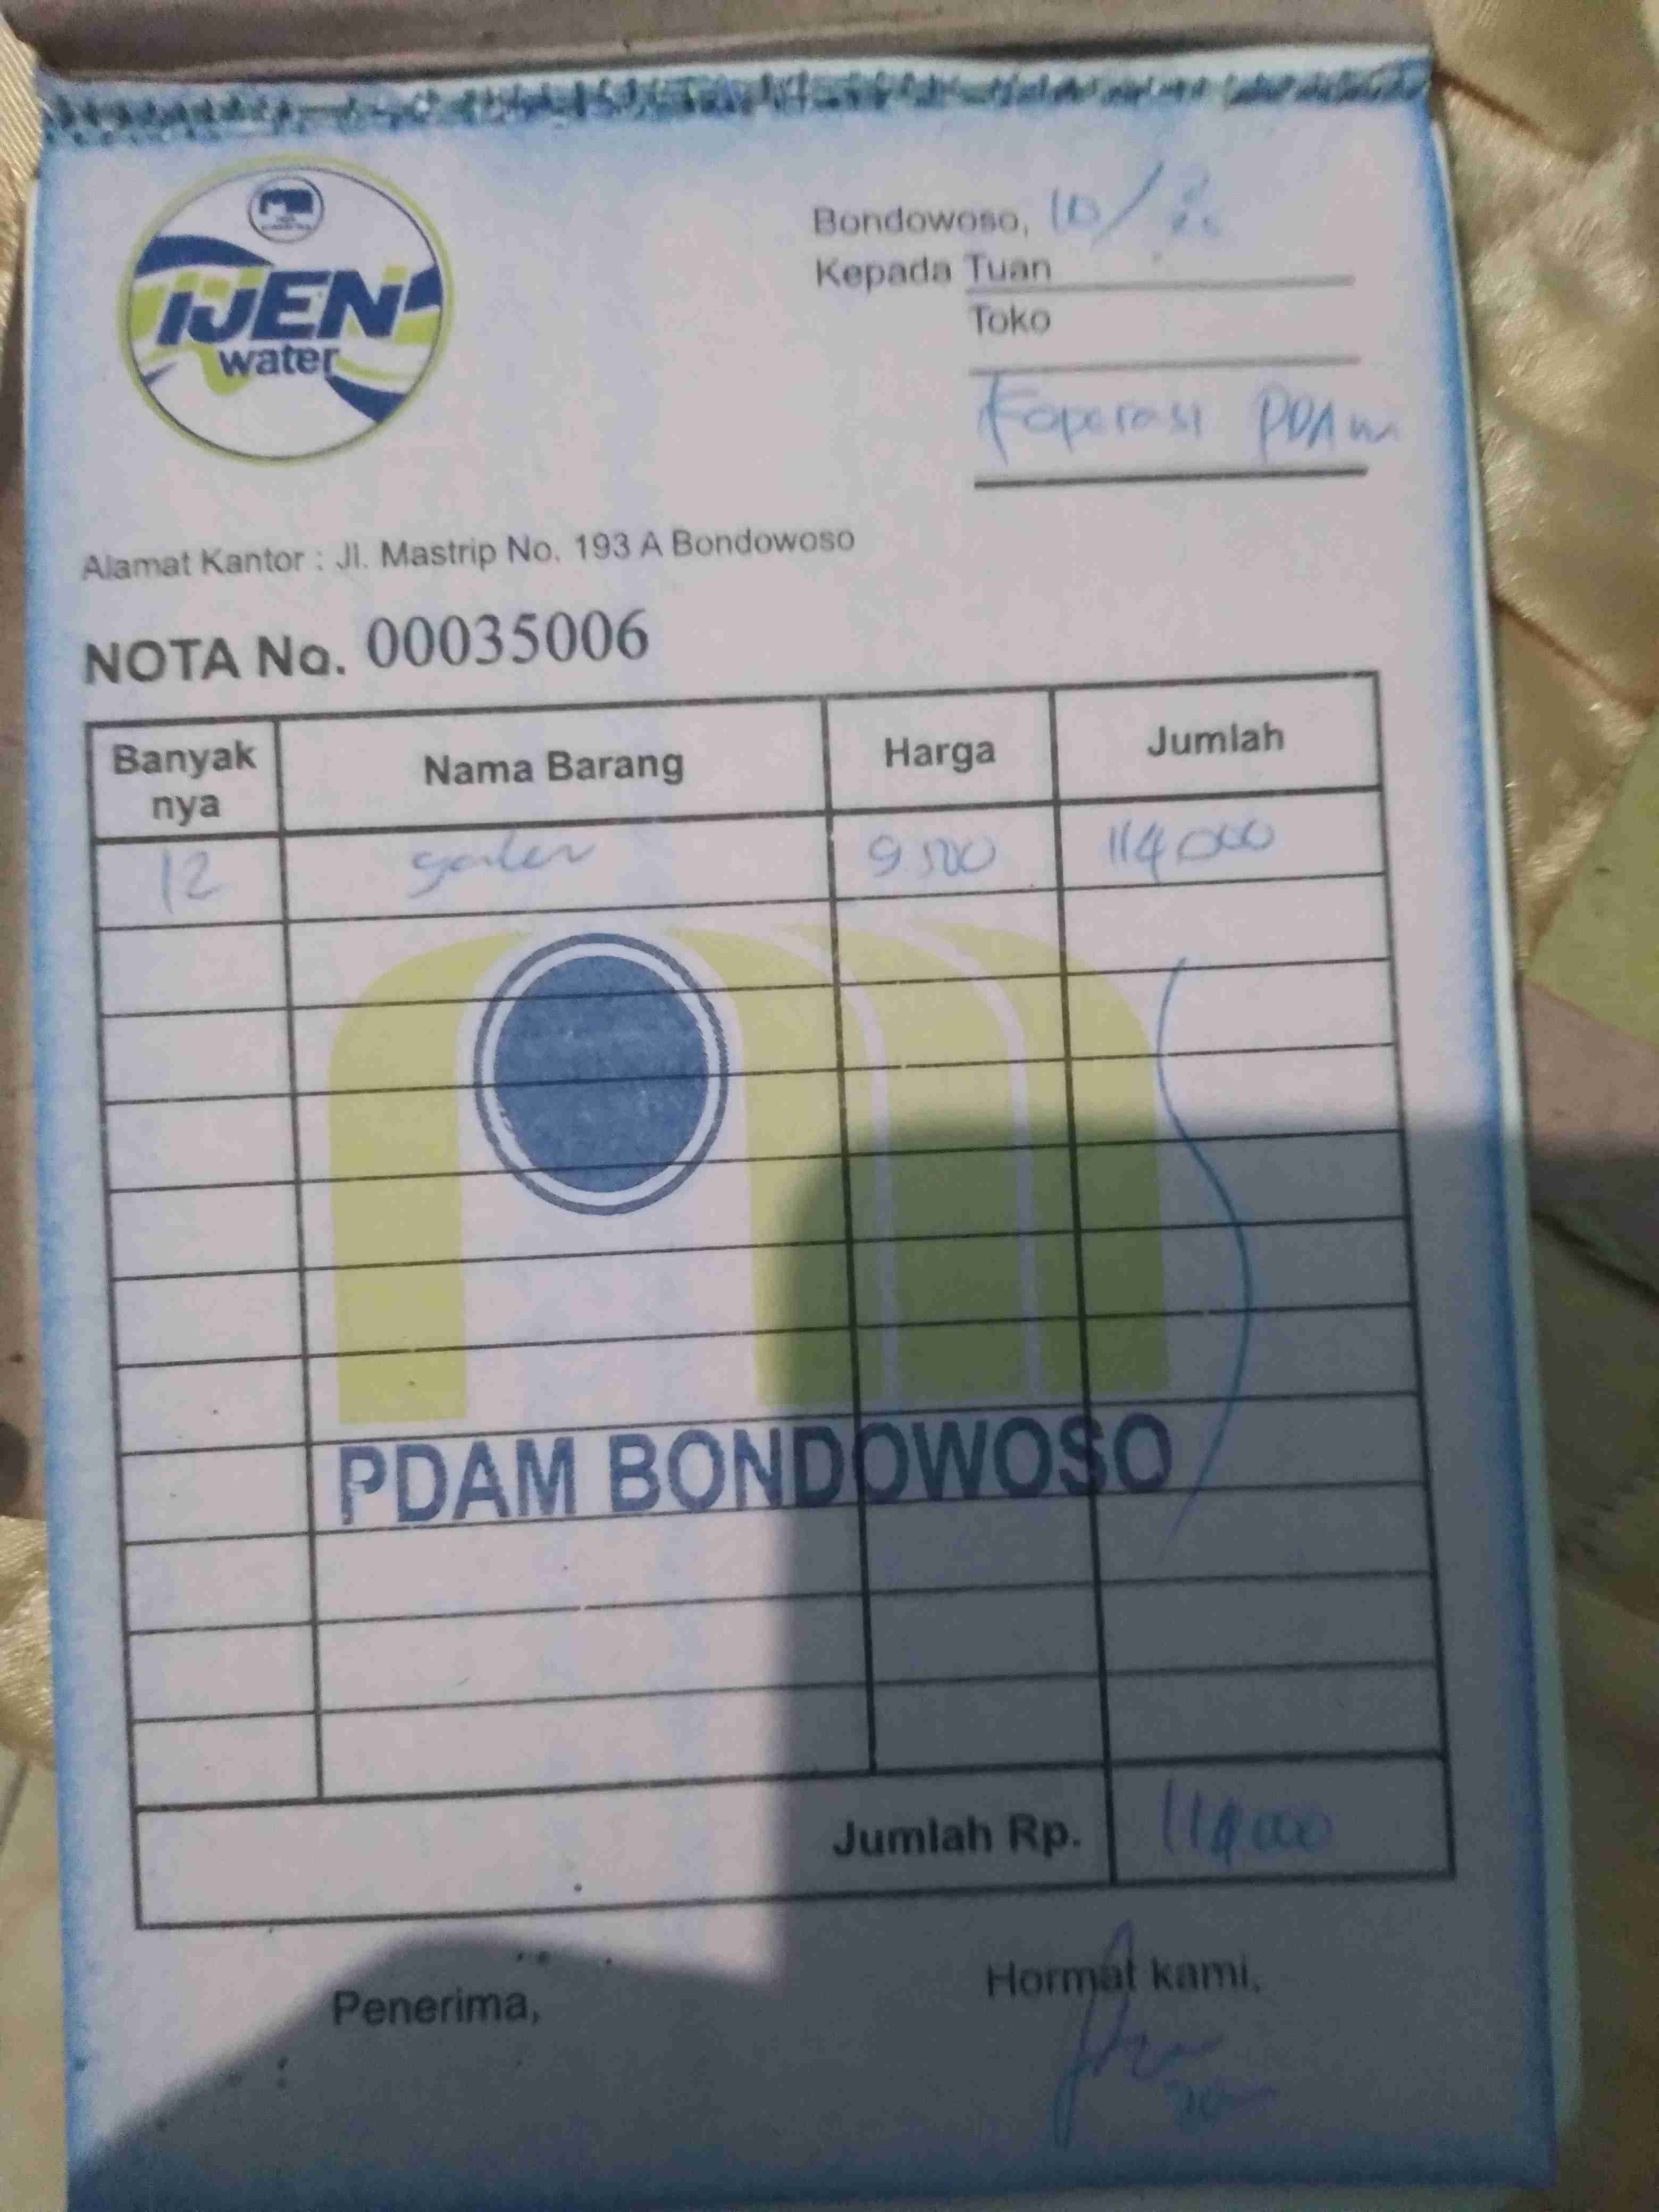 IJEN
water
Bondowoso, 10/
Kepada Tuan
Toko
Koperasi PDAM
Alamat Kantor : Jl. Mastrip No. 193 A Bondowoso
NOTA No. 00035006
Banyak nya Nama Barang Harga Jumlah
12 galon 9.500 114.000
PDAM BONDOWOSO
Jumlah Rp. 114.000
Penerima, Hormat kami,